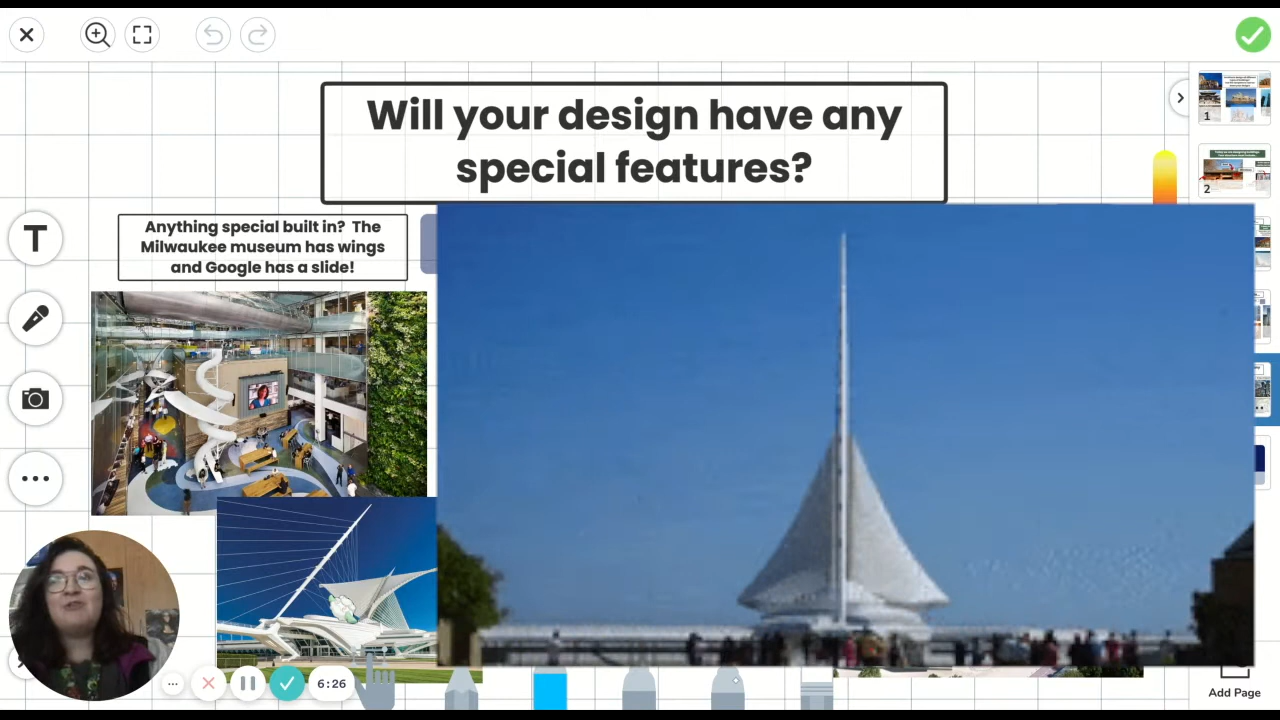 Will your design have any
special features?
Anything special built in? The
Milwaukee museum has wings
and Google has a slide!
T
1
2
6:26
Add Page